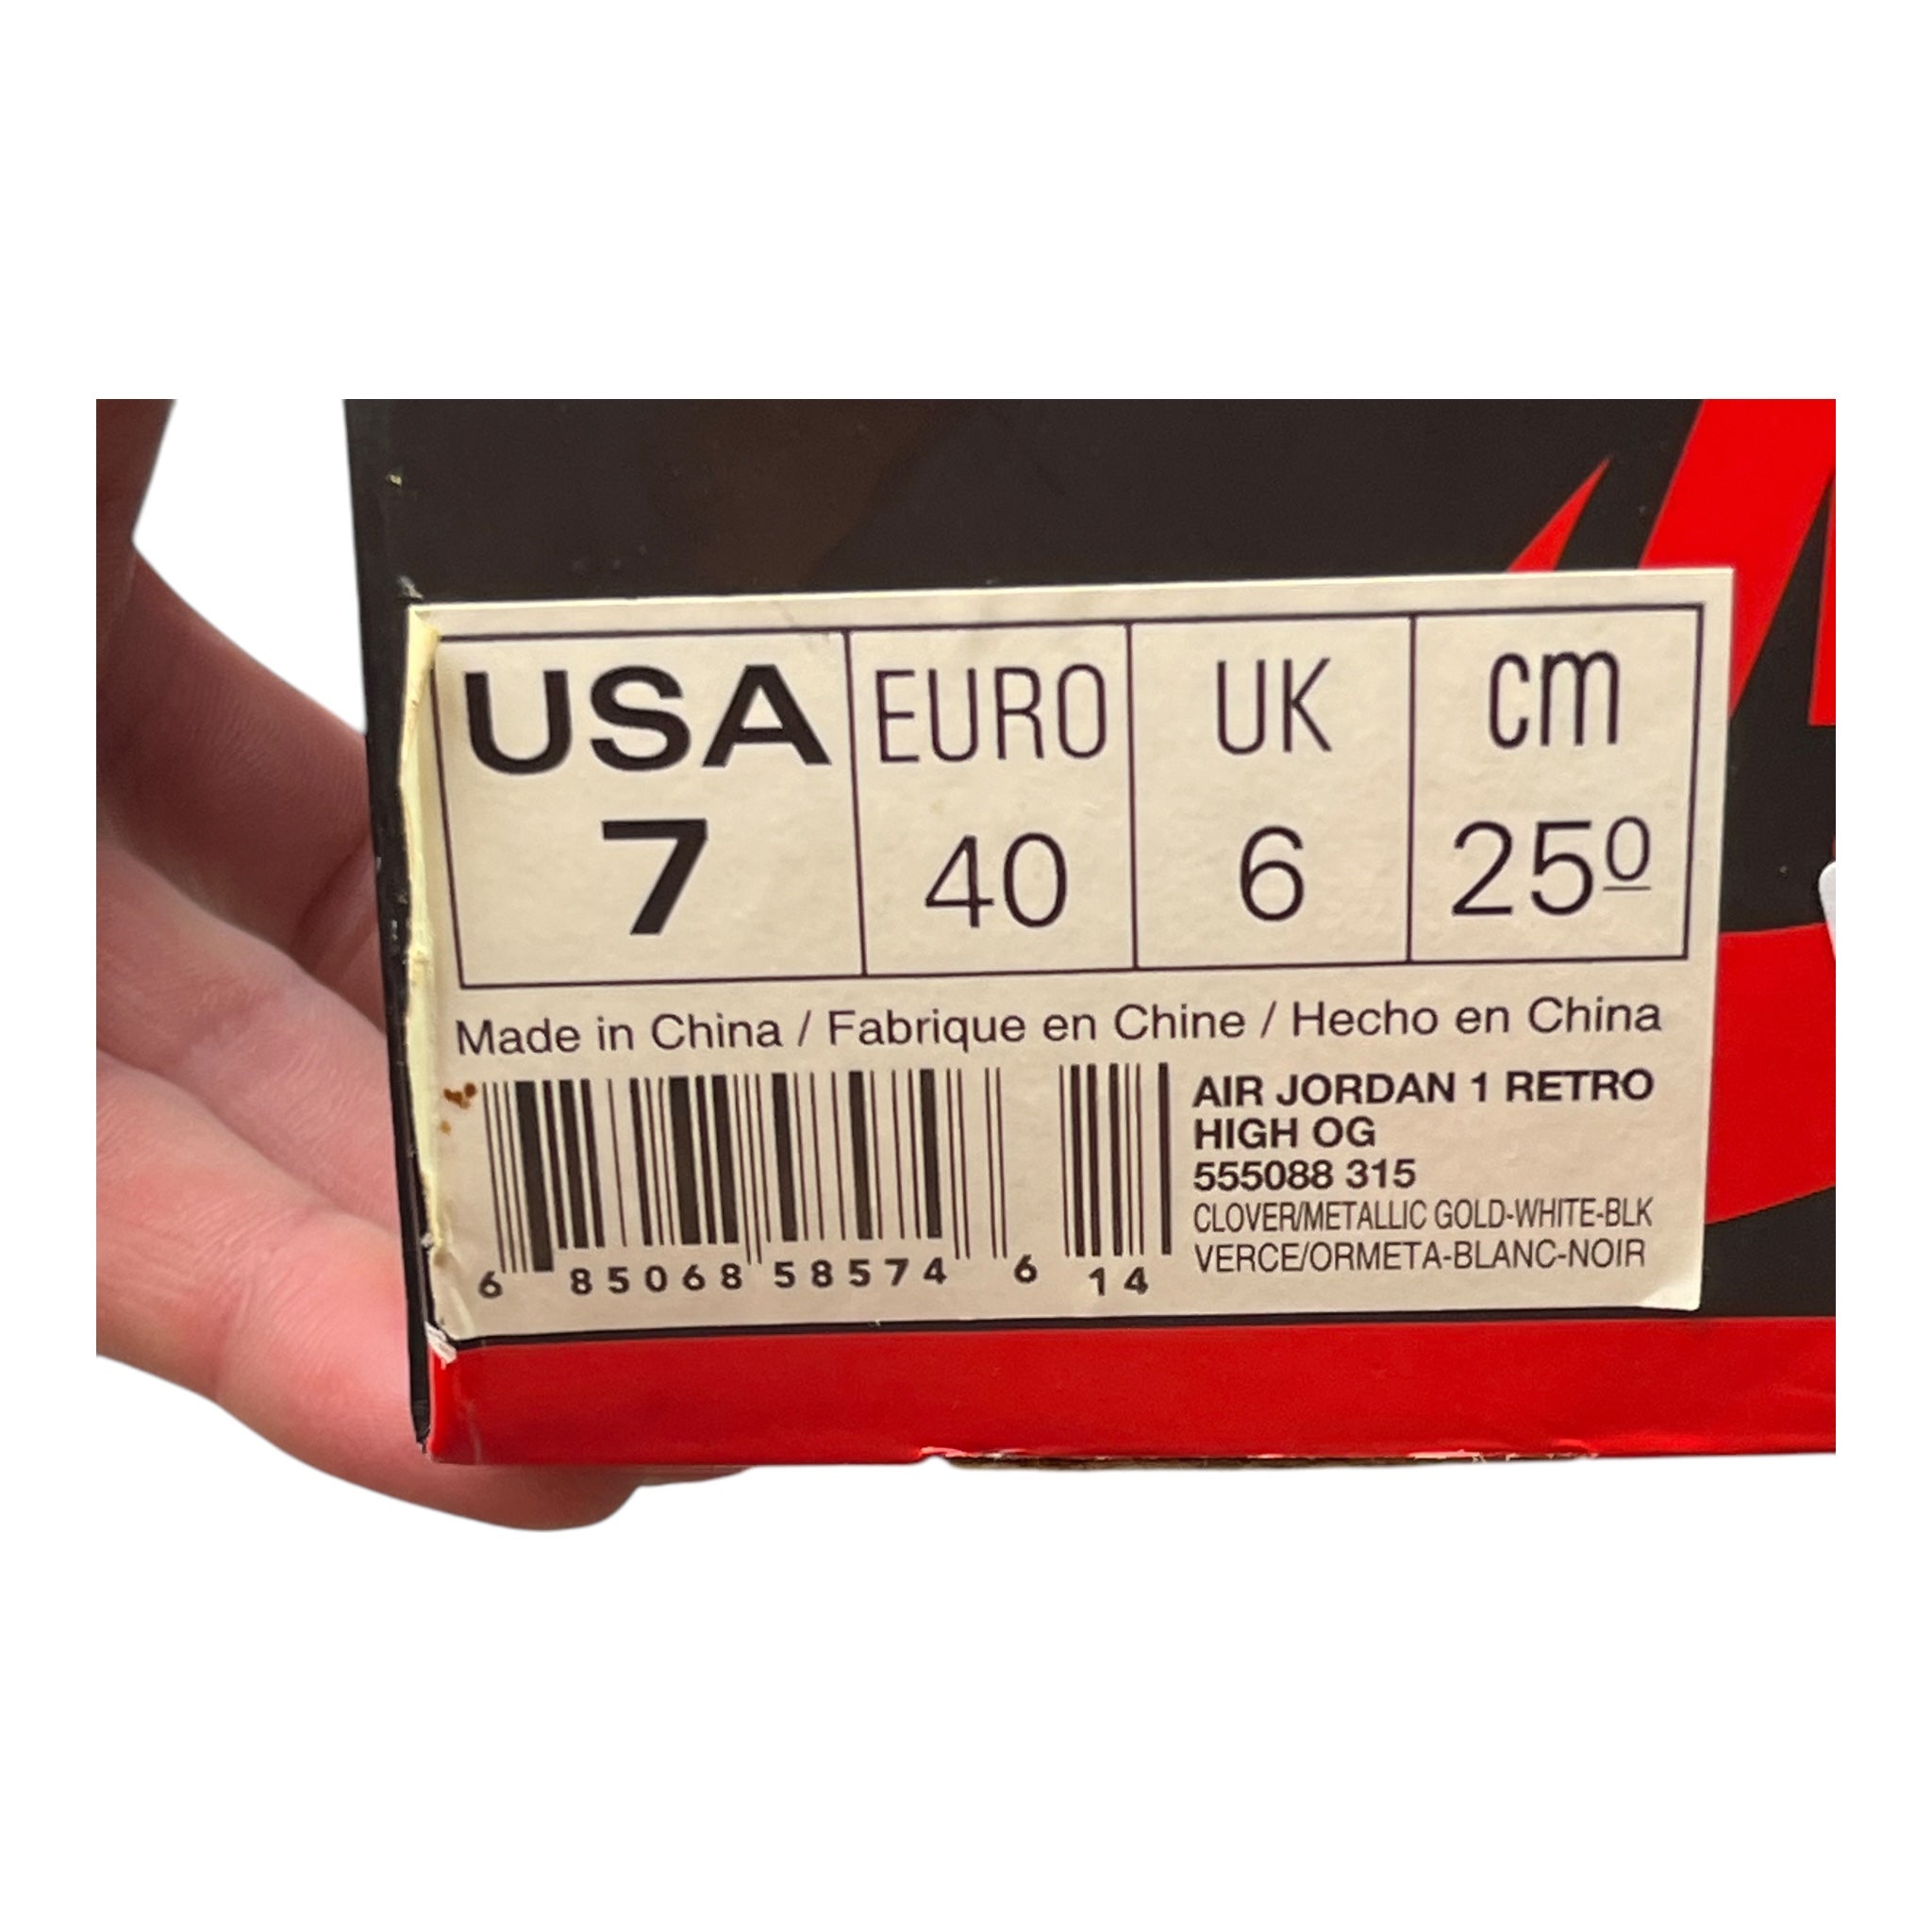 USA EURO UK cm
7 40 6 250
Made in China / Fabrique en Chine / Hecho en China
AIR JORDAN 1 RETRO
HIGH OG
555088 315
CLOVER/METALLIC GOLD-WHITE-BLK
VERCE/ORMETA-BLANC-NOIR
6 85068 58574 6 14